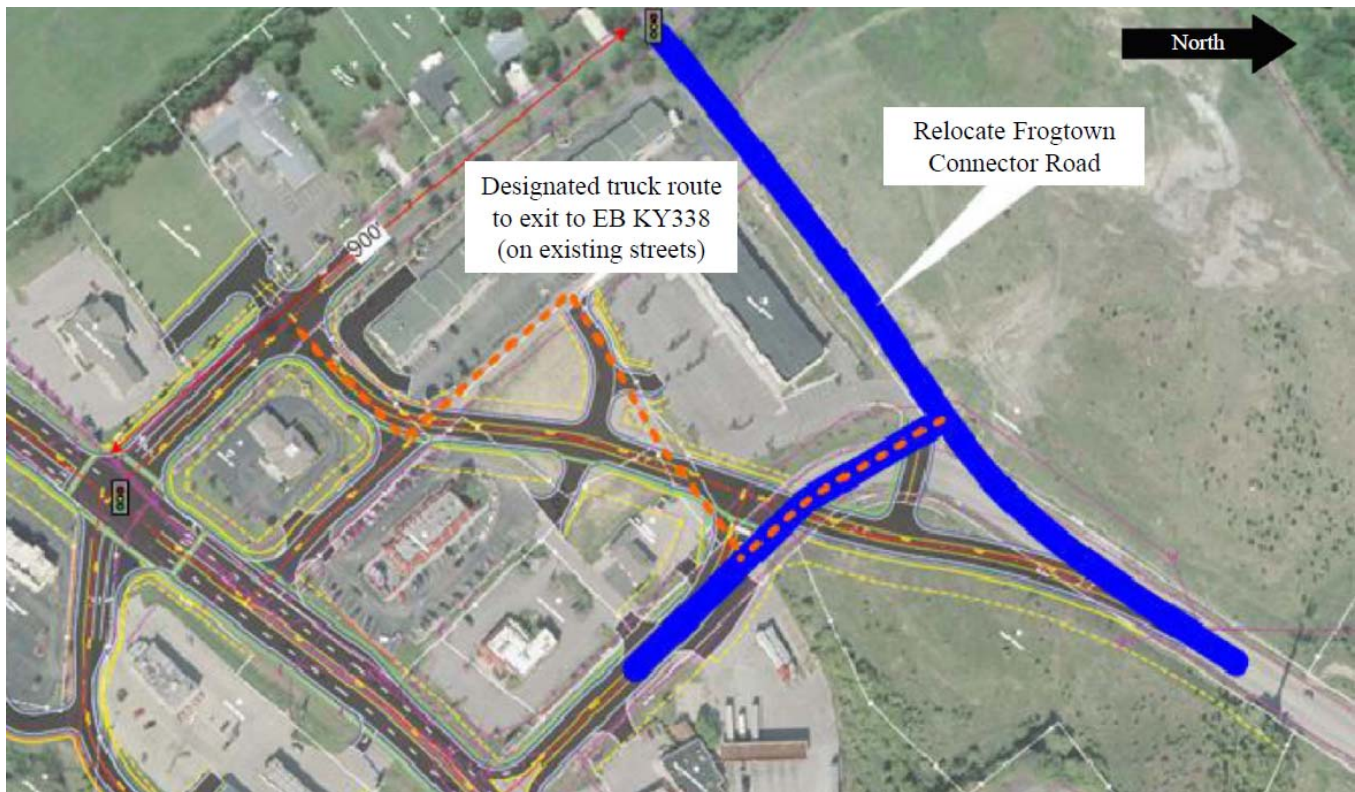 North
Relocate Frogtown
Connector Road
Designated truck route
to exit to EB KY338
(on existing streets)
900'